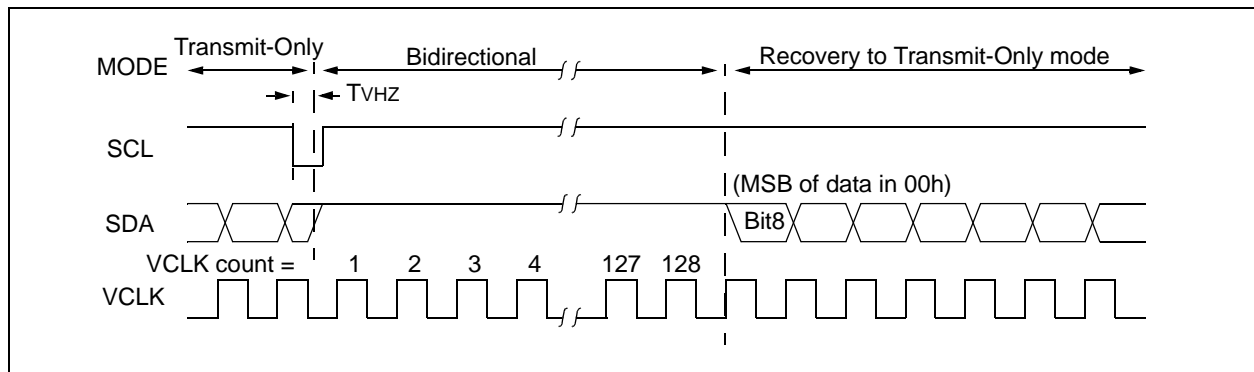 Transmit-Only
MODE
Bidirectional
Recovery to Transmit-Only mode
TVHZ
SCL
(MSB of data in 00h)
SDA
Bit8
VCLK count = 1 2 3 4 127 128
VCLK